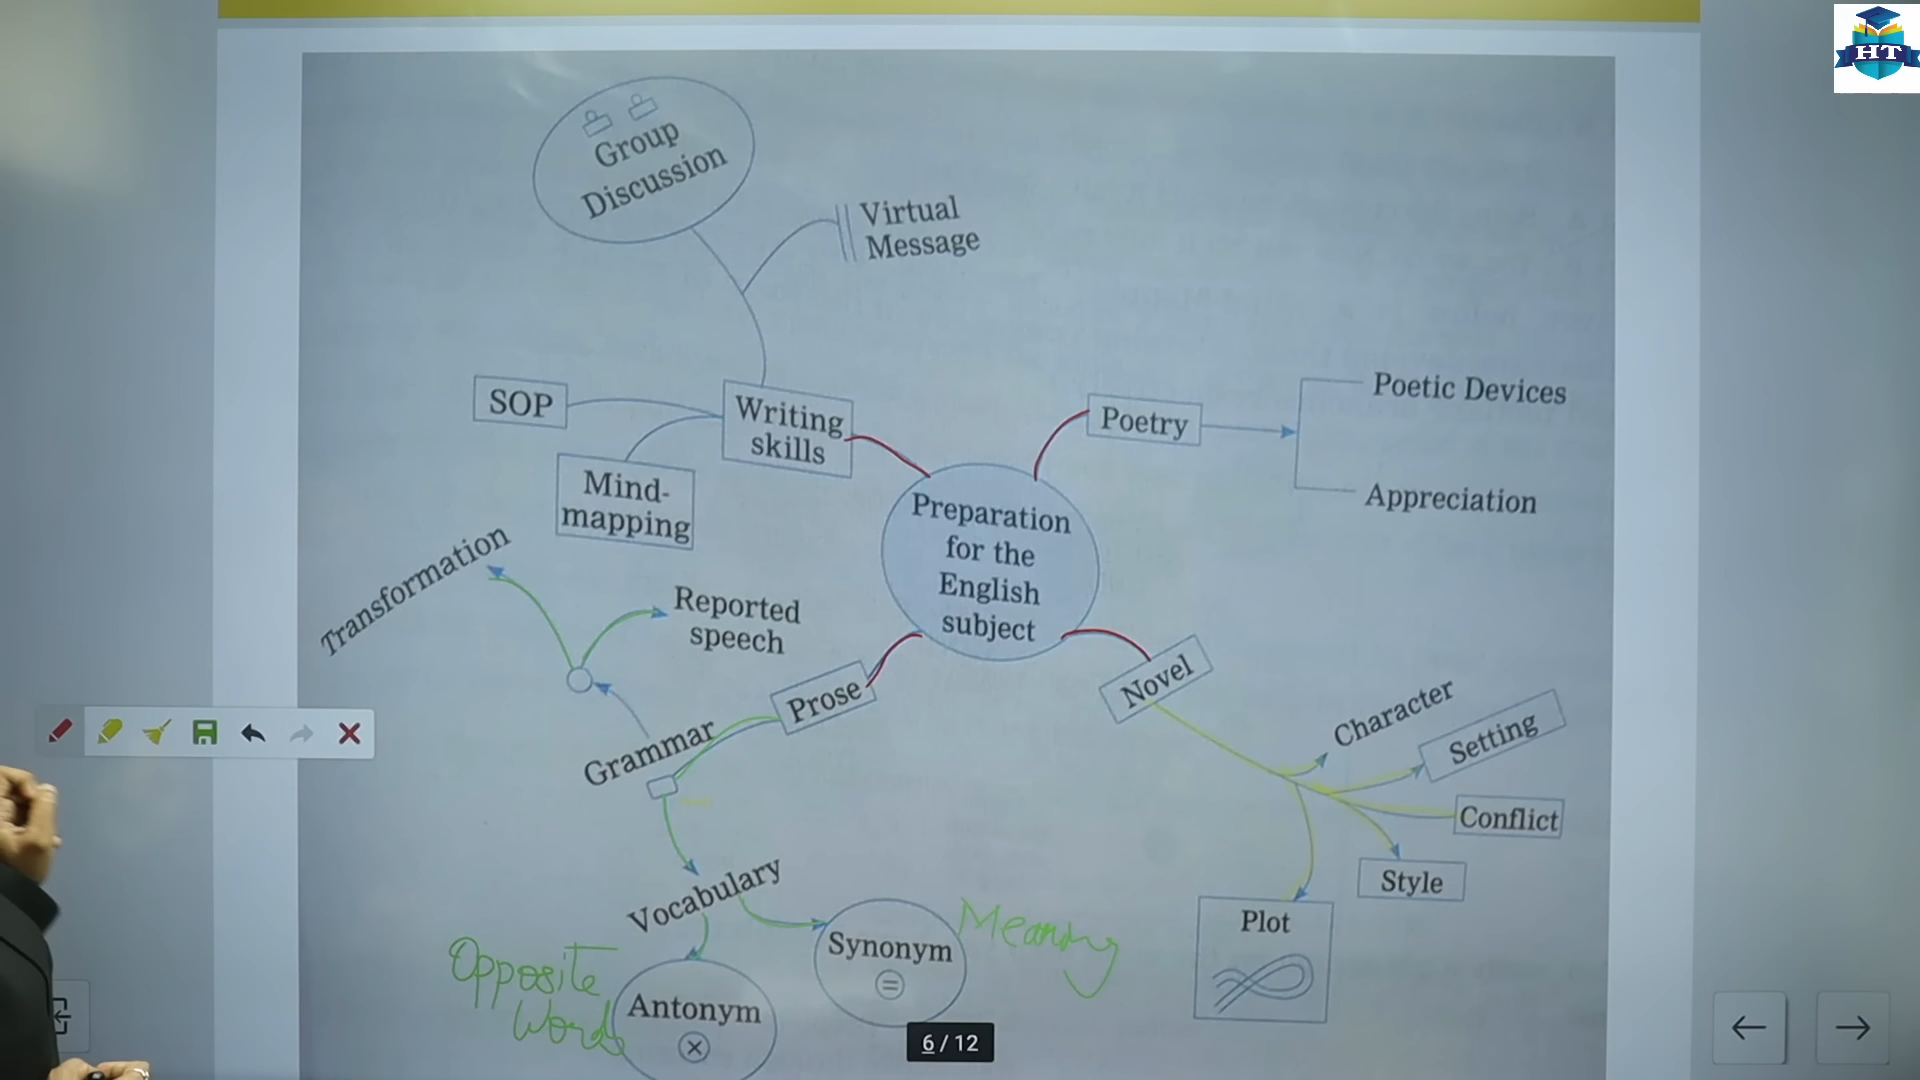 HT
Group
Discussion
Virtual
Message
SOP
Writing
skills
Mind-
mapping
Poetry
Poetic Devices
Appreciation
Preparation
for the
English
subject
Transformation
Reported
speech
Prose
Grammar
Vocabulary
Opposite
Words
Antonym
Synonym
=
Meaning
Novel
Character
Setting
Conflict
Style
Plot
6 / 12